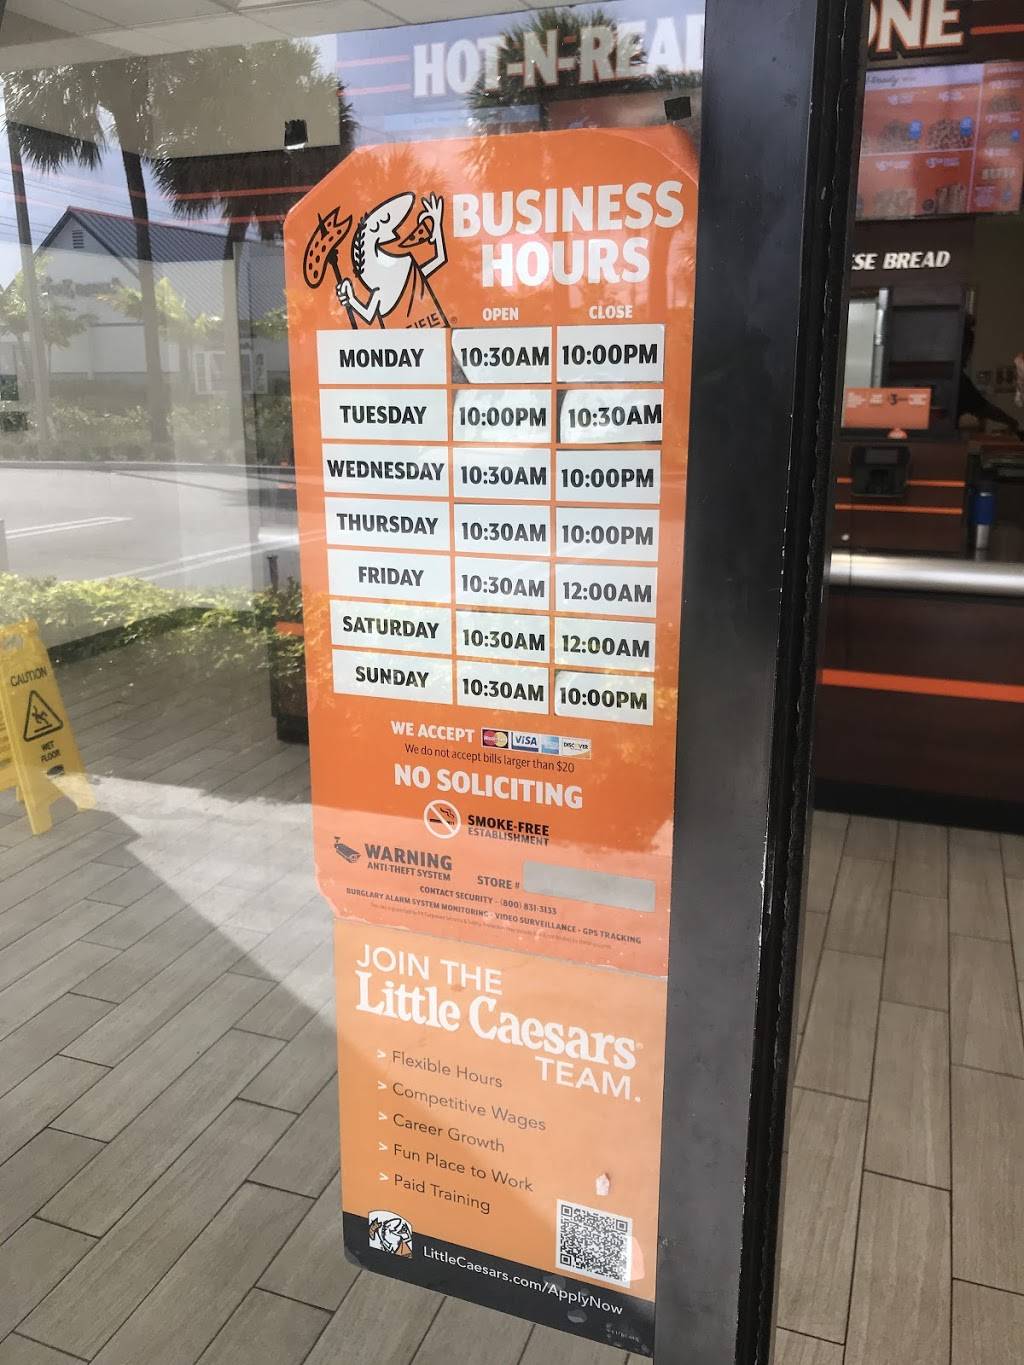 HOT-N-REA
ONE
SE BREAD
BUSINESS
HOURS
OPEN CLOSE
MONDAY 10:30AM 10:00PM
TUESDAY 10:00PM 10:30AM
WEDNESDAY 10:30AM 10:00PM
THURSDAY 10:30AM 10:00PM
FRIDAY 10:30AM 12:00AM
SATURDAY 10:30AM 12:00AM
SUNDAY 10:30AM 10:00PM
WE ACCEPT VISA DISCOVER
We do not accept bills larger than $20
NO SOLICITING
SMOKE-FREE
ESTABLISHMENT
WARNING
ANTI-THEFT SYSTEM
STORE #
CONTACT SECURITY - (800) 831-3133
BURGLARY ALARM SYSTEM MONITORING - VIDEO SURVEILLANCE - GPS TRACKING
JOIN THE
Little Caesars
TEAM.
> Flexible Hours
> Competitive Wages
> Career Growth
> Fun Place to Work
> Paid Training
LittleCaesars.com/ApplyNow
CAUTION
WET
FLOOR